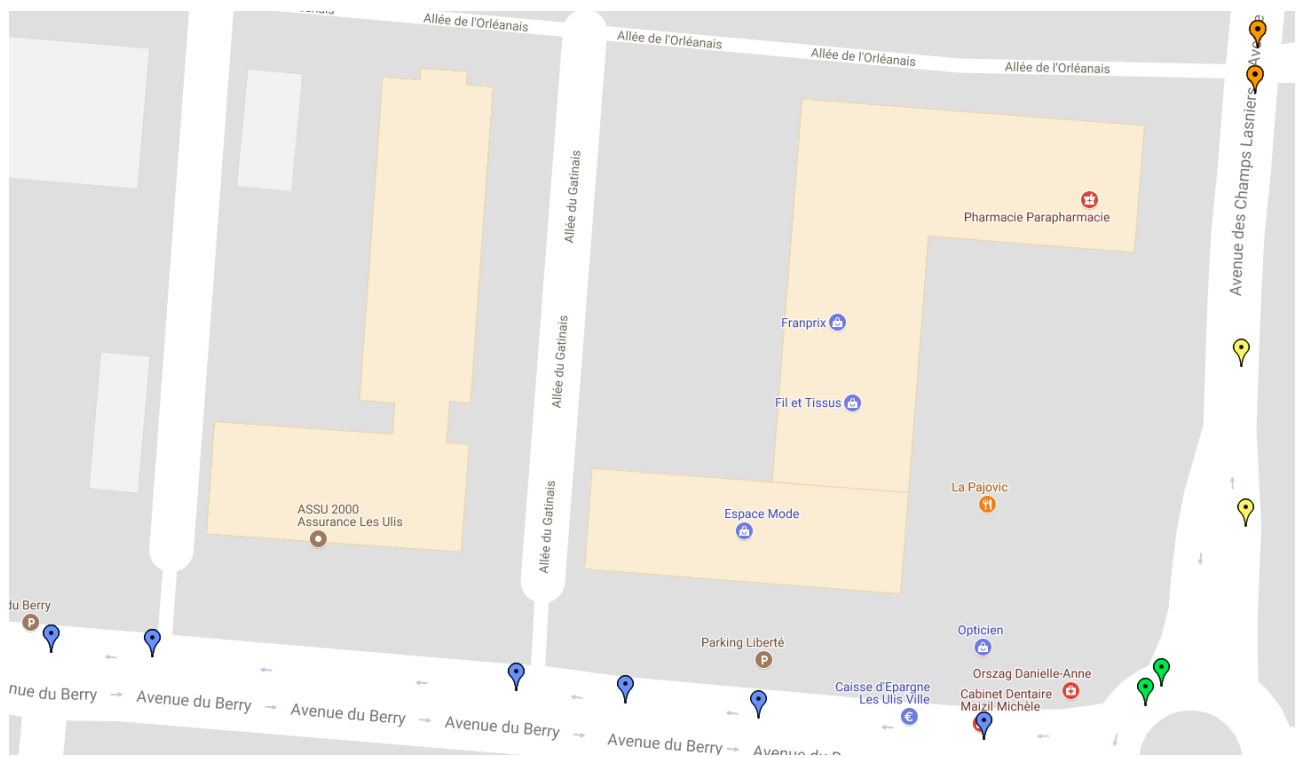 Allée de l'Orléanais
Allée de l'Orléanais
Allée de l'Orléanais
Allée de l'Orléanais
Avenue des Champs Lasniers
Allée du Gatinais
Pharmacie Parapharmacie
Franprix
Allée du Gatinais
Fil et Tissus
La Pajovic
ASSU 2000
Assurance Les Ulis
Espace Mode
Allée du Gatinais
du Berry
P
Opticien
Parking Liberté
P
Orszag Danielle-Anne
Caisse d'Epargne
Les Ulis Ville
€
Cabinet Dentaire
Maizil Michèle
nue du Berry
Avenue du Berry
Avenue du Berry
Avenue du Berry
Avenue du Berry